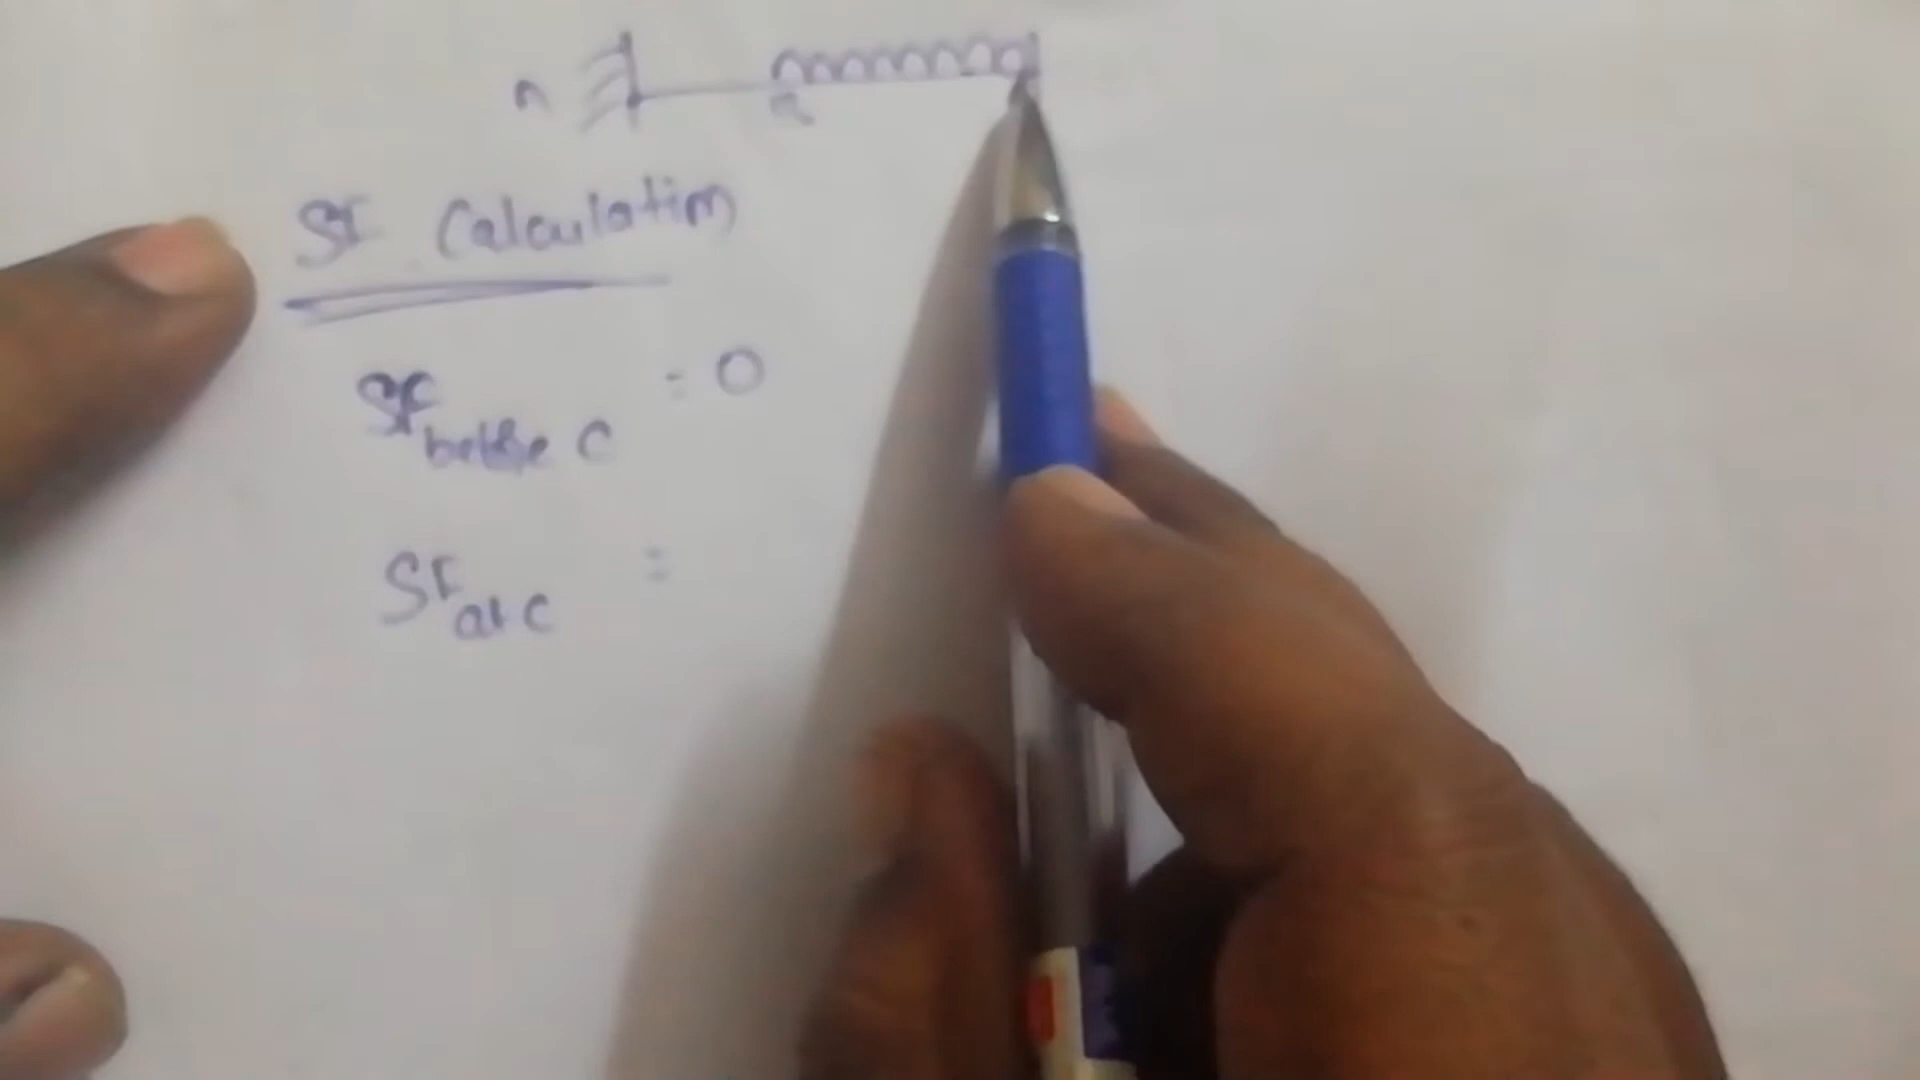 SF Calculation
SF before C = 0
SF at C =